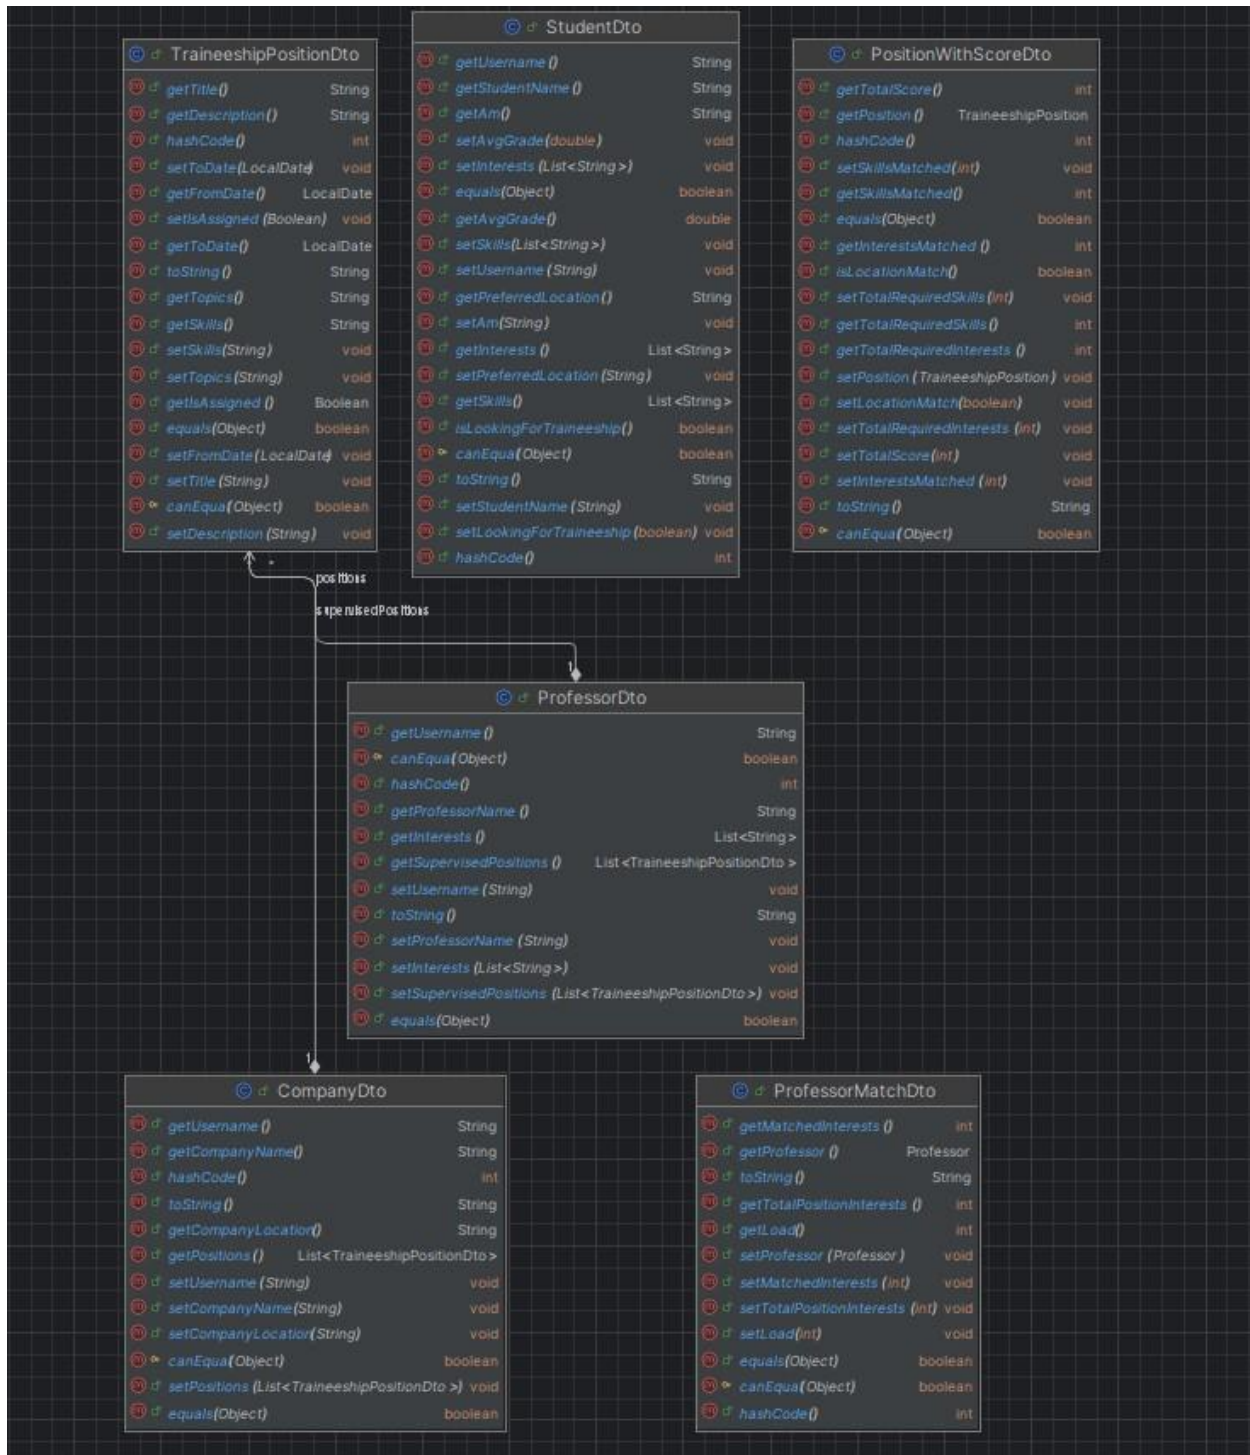 TraineeshipPositionDto
getTitle() String
getDescription() String
hashCode() int
setToDate(LocalDate) void
getFromDate() LocalDate
setIsAssigned (Boolean) void
getToDate() LocalDate
toString() String
getTopics() String
getSkills() String
setSkills(String) void
setTopics (String) void
getIsAssigned () Boolean
equals(Object) boolean
setFromDate (LocalDate) void
setTitle (String) void
canEqua(Object) boolean
setDescription (String) void
StudentDto
getUsername () String
getStudentName () String
getAm() String
setAvgGrade(double) void
setInterests (List<String>) void
equals(Object) boolean
getAvgGrade() double
setSkills(List<String>) void
setUsername (String) void
getPreferredLocation() String
setAm(String) void
getInterests () List<String>
setPreferredLocation (String) void
getSkills() List<String>
isLookingForTraineeship() boolean
canEqua(Object) boolean
toString() String
setStudentName (String) void
setLookingForTraineeship (boolean) void
hashCode() int
PositionWithScoreDto
getTotalScore() int
getPosition () TraineeshipPosition
hashCode() int
setSkillsMatched(int) void
getSkillsMatched() int
equals(Object) boolean
getInterestsMatched () int
isLocationMatch() boolean
setTotalRequiredSkills (int) void
getTotalRequiredSkills () int
getTotalRequiredInterests () int
setPosition (TraineeshipPosition) void
setLocationMatch(boolean) void
setTotalRequiredInterests (int) void
setTotalScore(int) void
setInterestsMatched (int) void
toString() String
canEqua(Object) boolean
*
positions
supervisedPositions
1
ProfessorDto
getUsername () String
canEqua(Object) boolean
hashCode() int
getProfessorName () String
getInterests () List<String>
getSupervisedPositions () List<TraineeshipPositionDto>
setUsername (String) void
toString() String
setProfessorName (String) void
setInterests (List<String>) void
setSupervisedPositions (List<TraineeshipPositionDto>) void
equals(Object) boolean
1
CompanyDto
getUsername () String
getCompanyName() String
hashCode() int
toString() String
getCompanyLocation() String
getPositions () List<TraineeshipPositionDto>
setUsername (String) void
setCompanyName(String) void
setCompanyLocation(String) void
canEqua(Object) boolean
setPositions (List<TraineeshipPositionDto>) void
equals(Object) boolean
ProfessorMatchDto
getMatchedInterests () int
getProfessor () Professor
toString() String
getTotalPositionInterests () int
getLoad() int
setProfessor (Professor) void
setMatchedInterests (int) void
setTotalPositionInterests (int) void
setLoad(int) void
equals(Object) boolean
canEqua(Object) boolean
hashCode() int